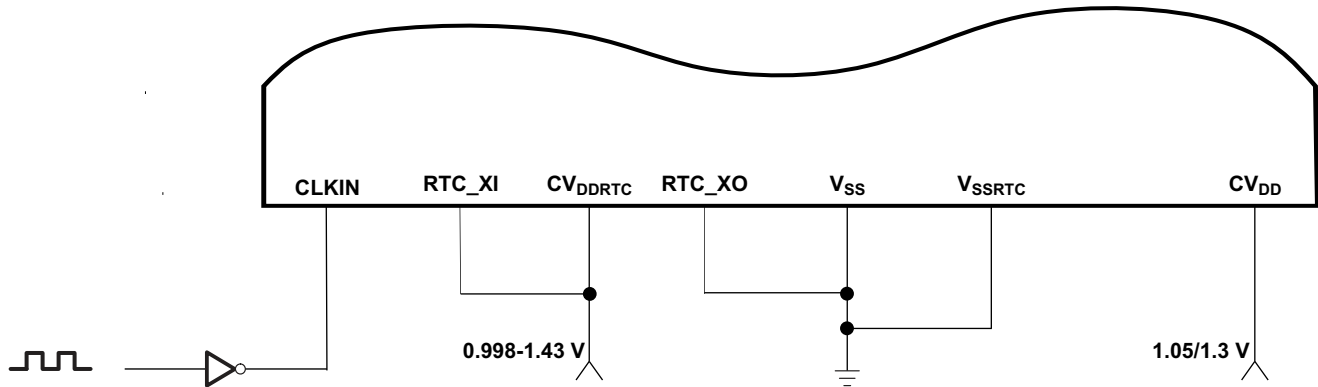 CLKIN
RTC_XI
CVDDRTC
RTC_XO
VSS
VSSRTC
CVDD
0.998-1.43 V
1.05/1.3 V